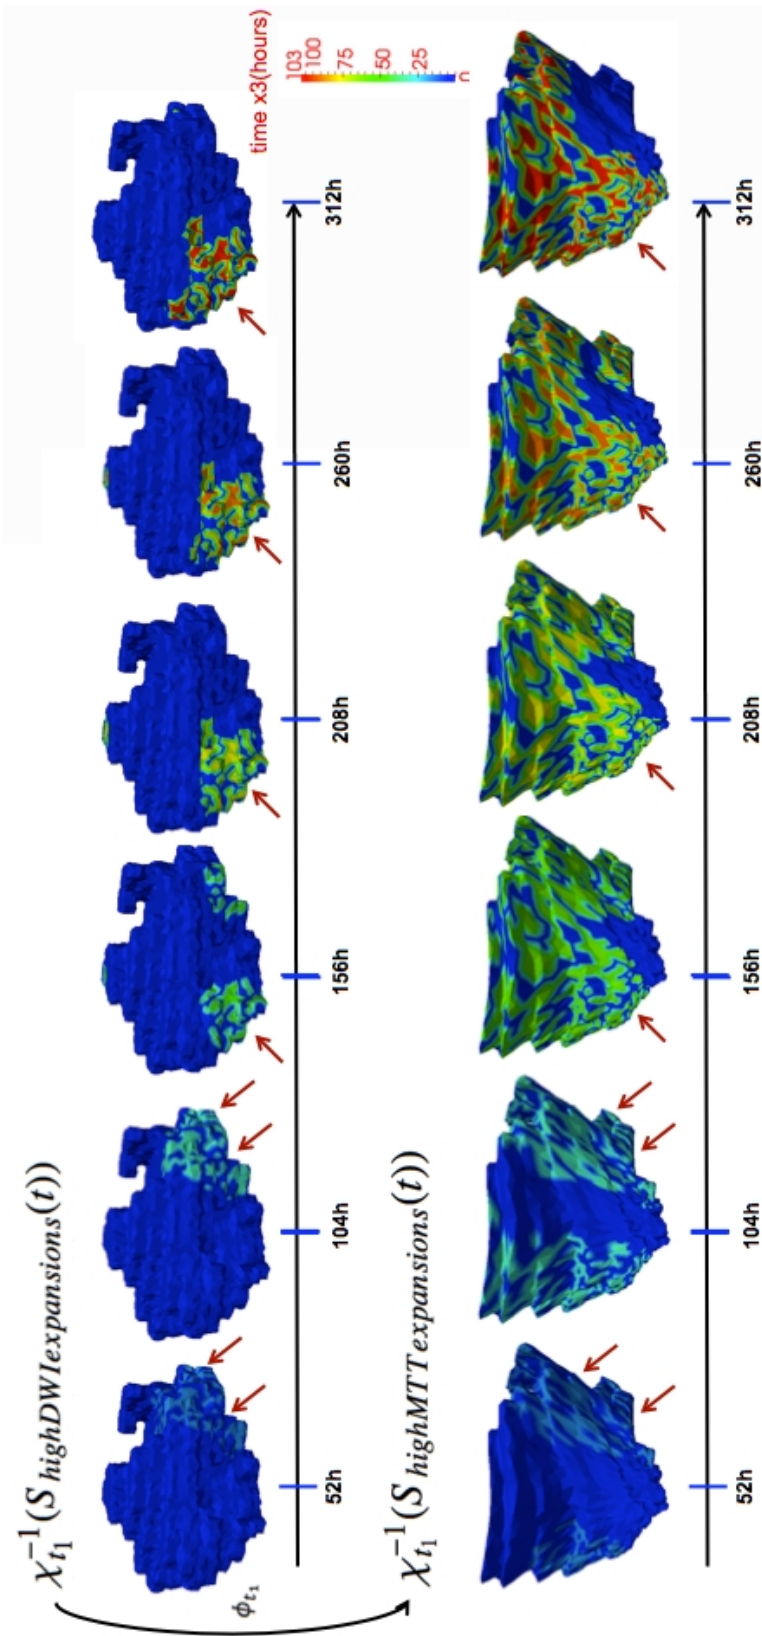 χ_{t_1}^{-1}(S_{highDWIexpansions}(t))
time x3(hours)
103
100
75
50
25
0
52h
104h
156h
208h
260h
312h
ϕ_{t_1}
χ_{t_1}^{-1}(S_{highMTTexpansions}(t))
52h
104h
156h
208h
260h
312h